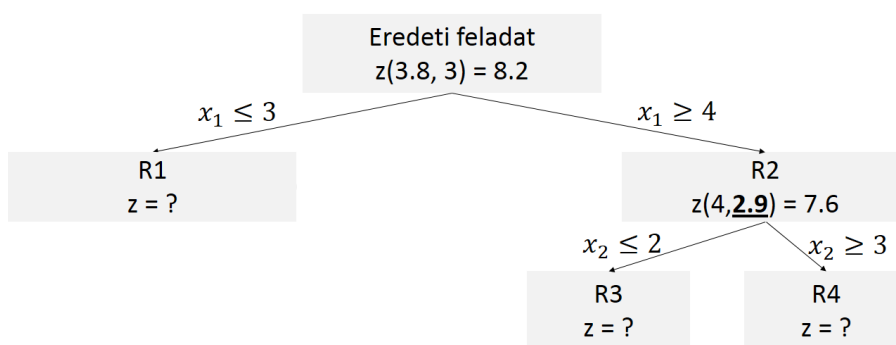 Eredeti feladat
z(3.8, 3) = 8.2
x₁ ≤ 3
x₁ ≥ 4
R1
z = ?
R2
z(4,2.9) = 7.6
x₂ ≤ 2
x₂ ≥ 3
R3
z = ?
R4
z = ?